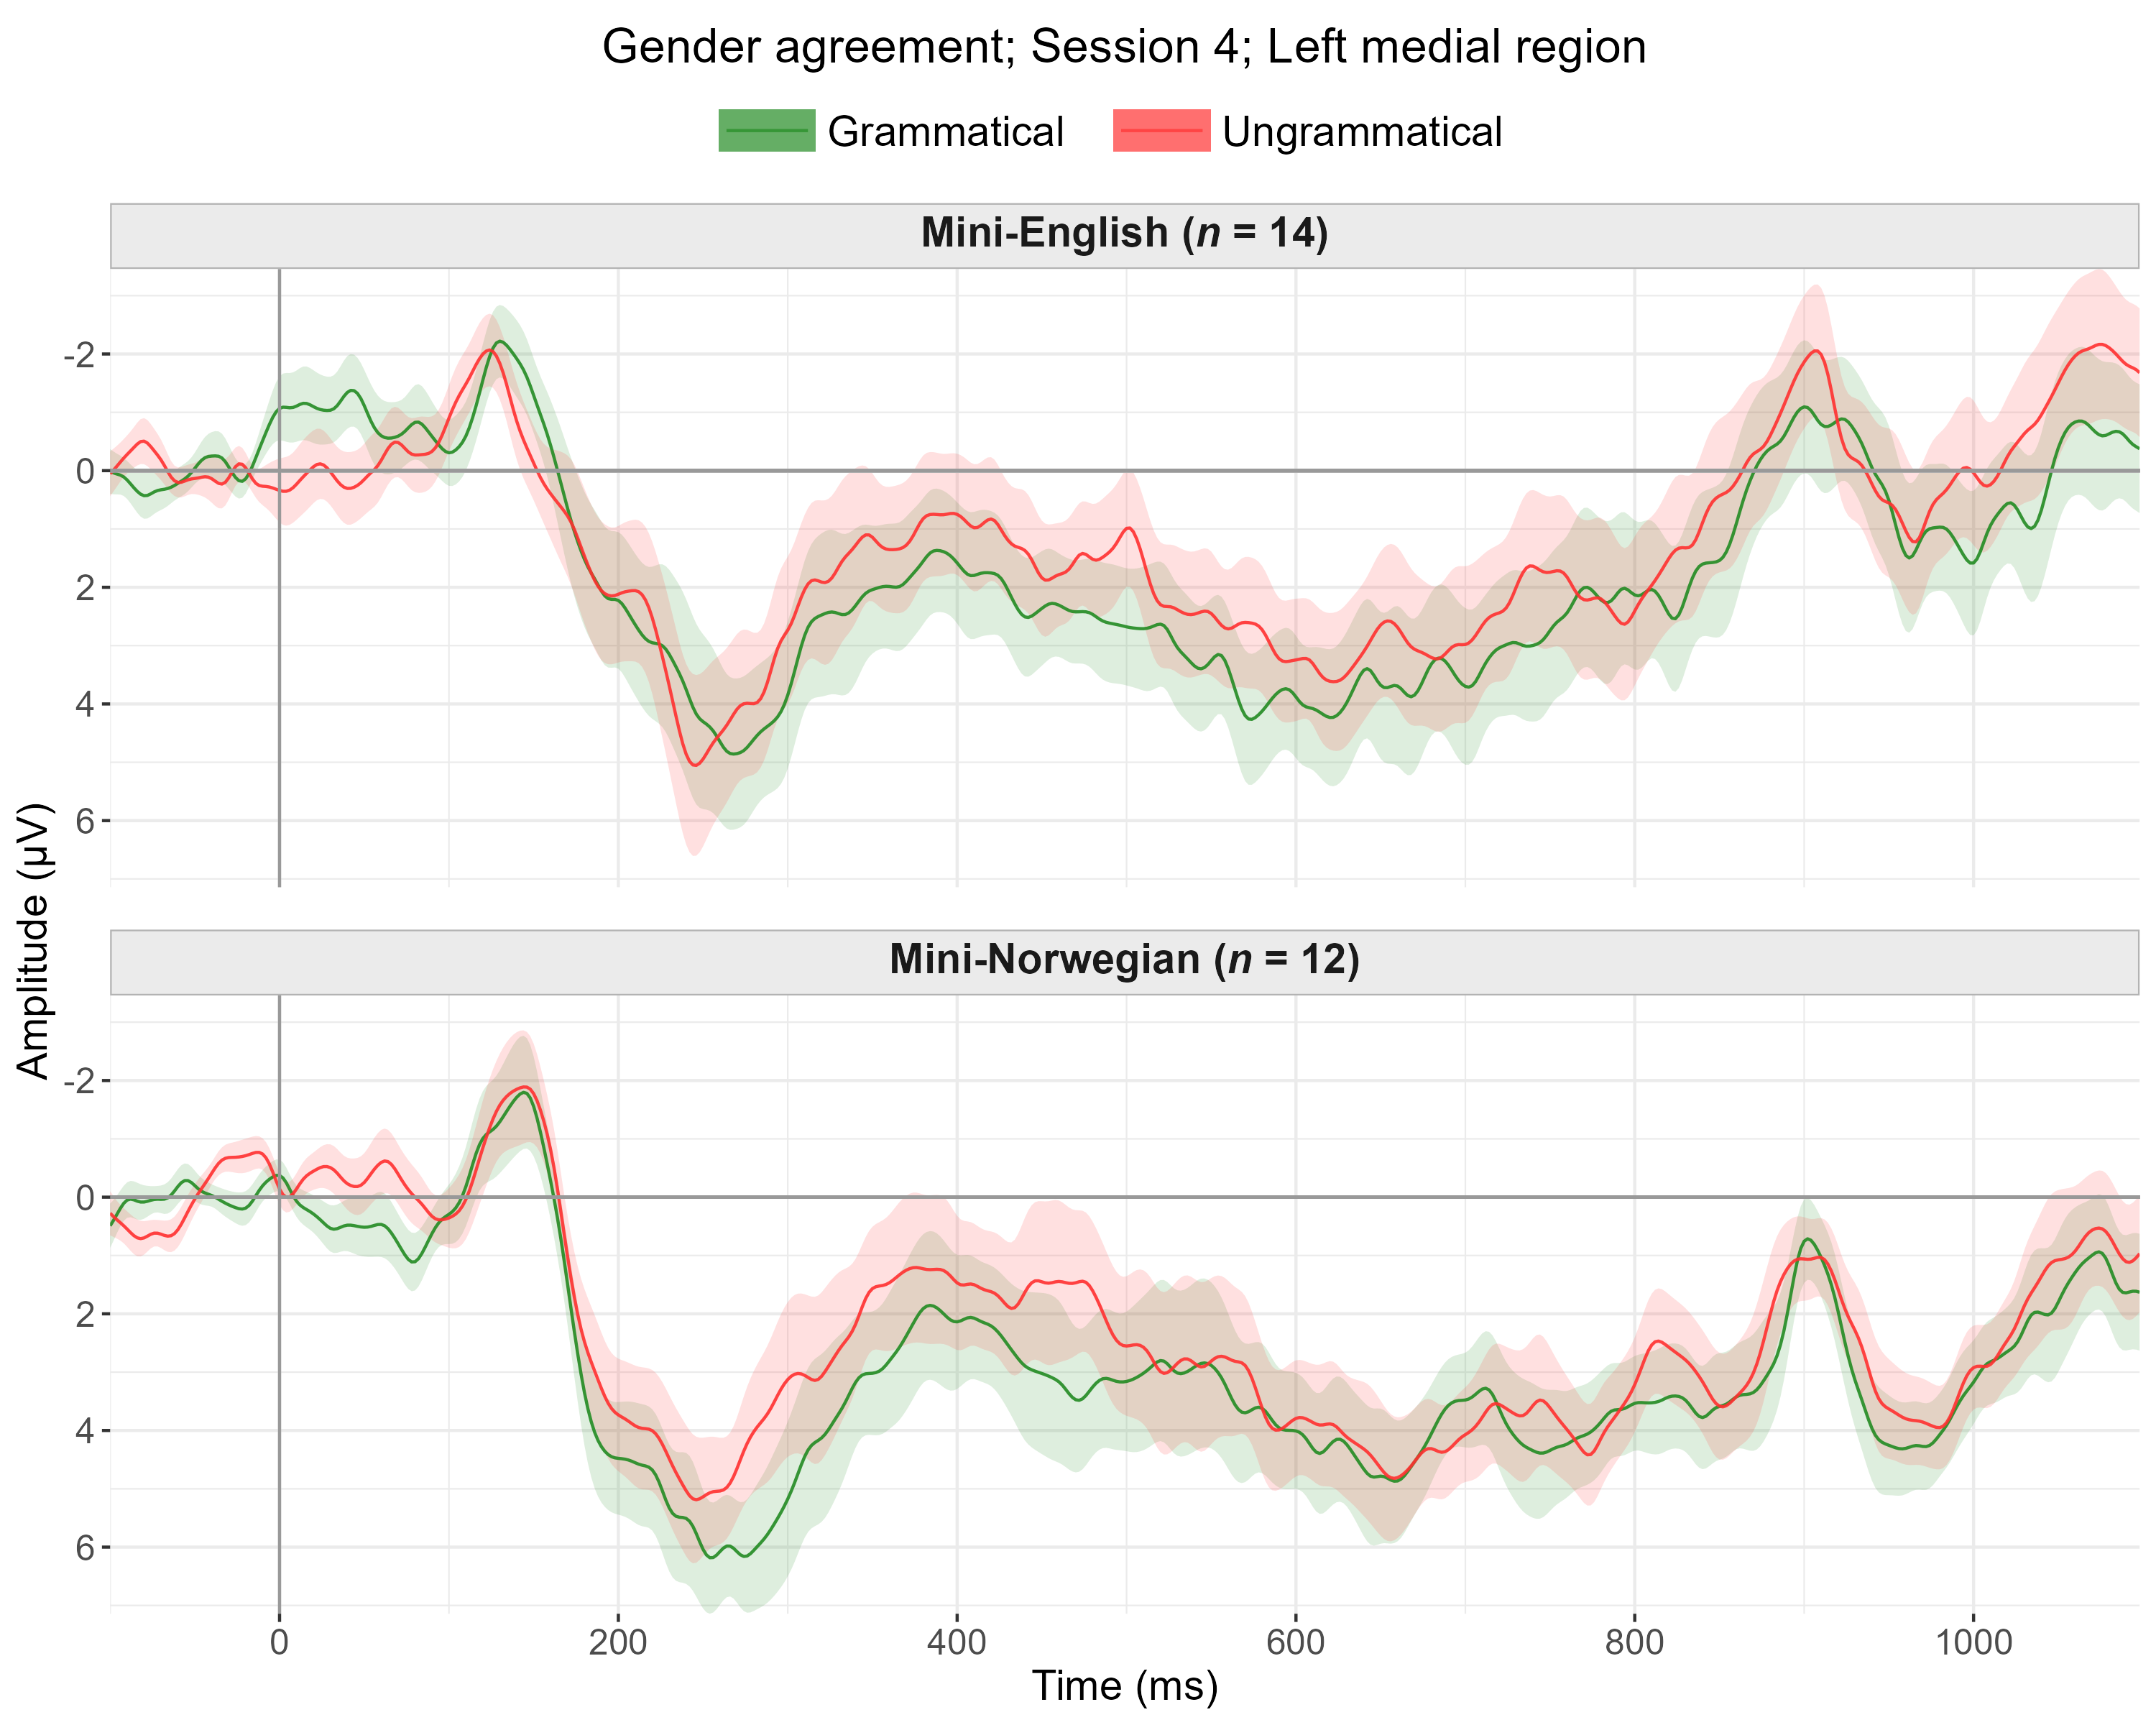 Gender agreement; Session 4; Left medial region
Grammatical Ungrammatical
Mini-English (n = 14)
-2
0
2
4
6
Amplitude (µV)
Mini-Norwegian (n = 12)
-2
0
2
4
6
0 200 400 600 800 1000
Time (ms)